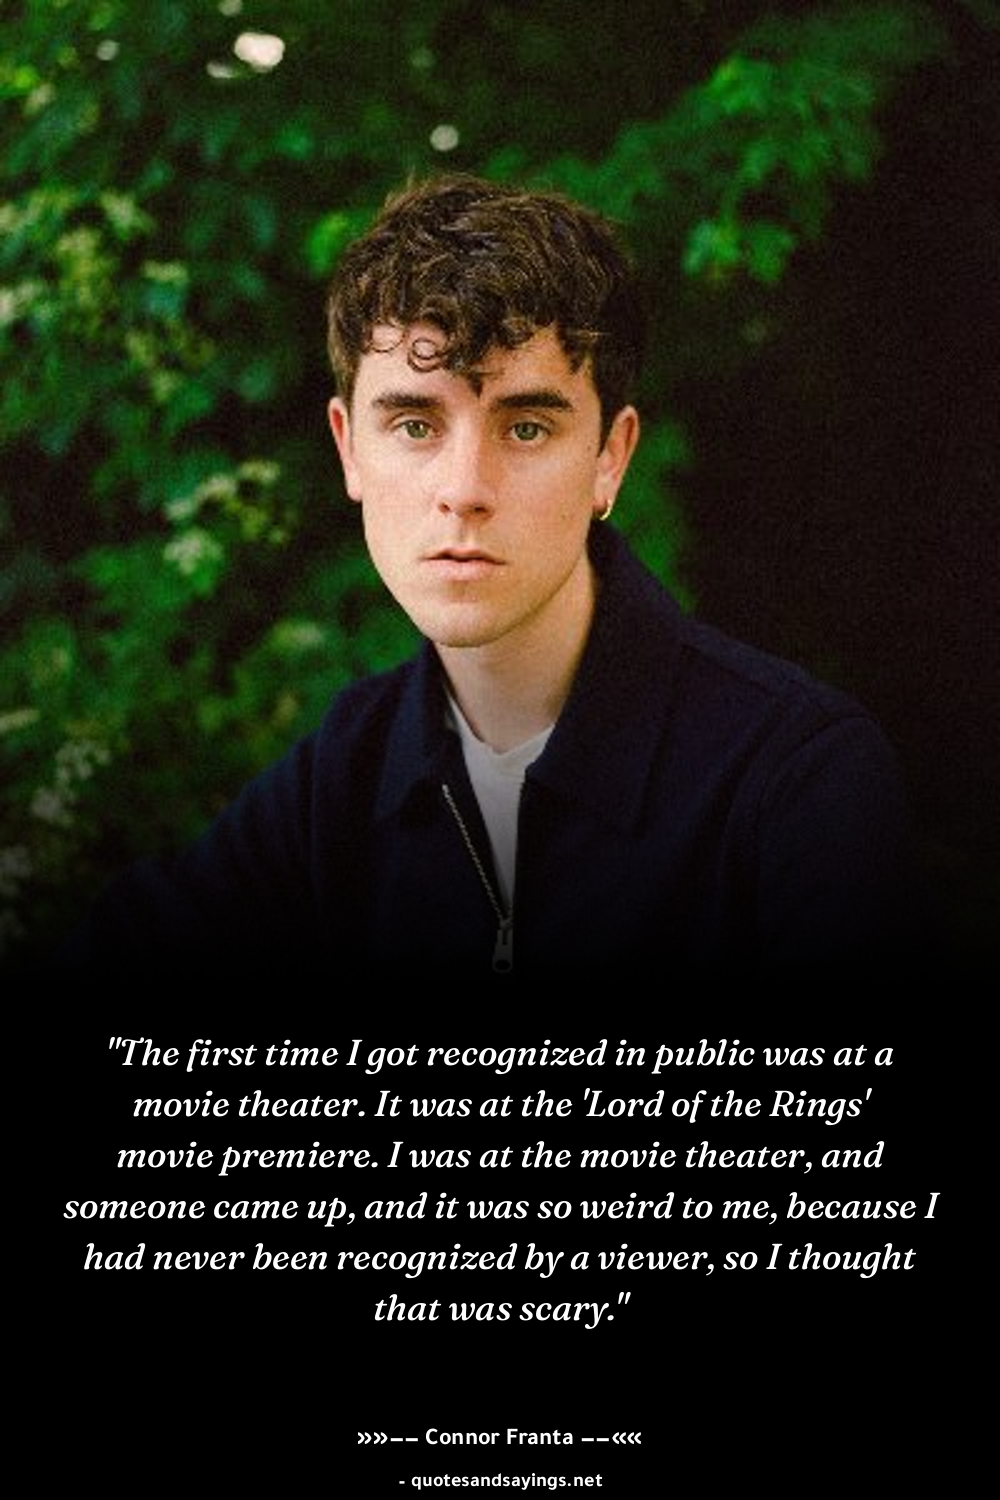 "The first time I got recognized in public was at a
movie theater. It was at the 'Lord of the Rings'
movie premiere. I was at the movie theater, and
someone came up, and it was so weird to me, because I
had never been recognized by a viewer, so I thought
that was scary."
»»−− Connor Franta −−««
- quotesandsayings.net